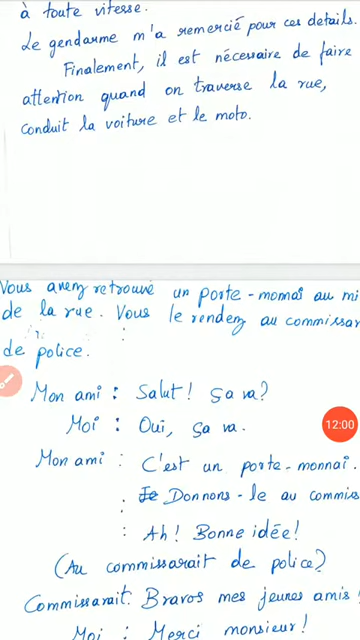 à toute vitesse.
Le gendarme m'a remercié pour ces détails.
Finalement, il est nécessaire de faire
attention quand on traverse la rue,
conduit la voiture et le moto.
Vous avez retrouvé un porte-momai au mi
de la rue. Vous le rendez au commissar
de police.
Mon ami : Salut! Ça va?
Moi : Oui, ça va.
12:00
Mon ami : C'est un porte-monnai.
: Donnons-le au commis
: Ah! Bonne idée!
(Au commissarait de police?)
Commissarait: Bravos mes jeunes amis!
Moi : Merci monsieur!